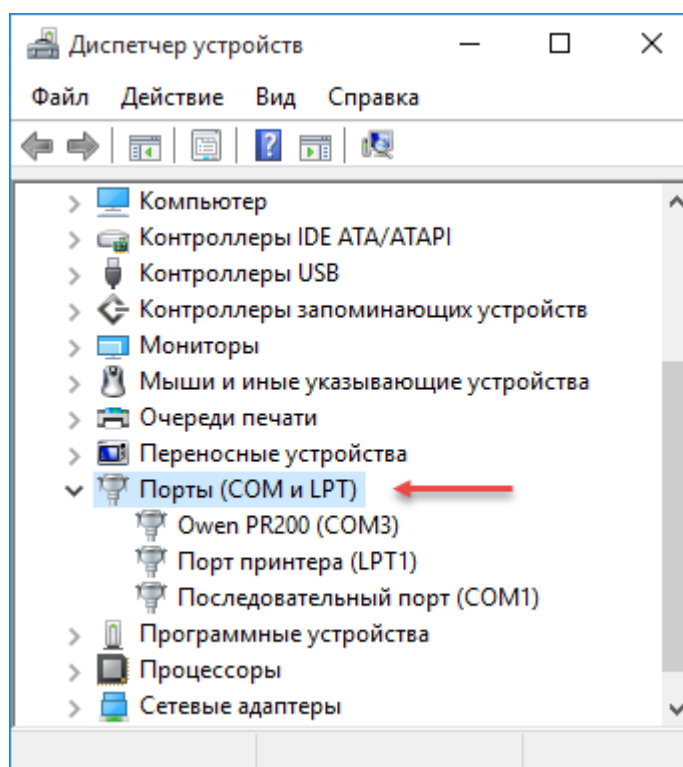 Диспетчер устройств
Файл Действие Вид Справка
Компьютер
Контроллеры IDE ATA/ATAPI
Контроллеры USB
Контроллеры запоминающих устройств
Мониторы
Мыши и иные указывающие устройства
Очереди печати
Переносные устройства
Порты (COM и LPT)
Owen PR200 (COM3)
Порт принтера (LPT1)
Последовательный порт (COM1)
Программные устройства
Процессоры
Сетевые адаптеры